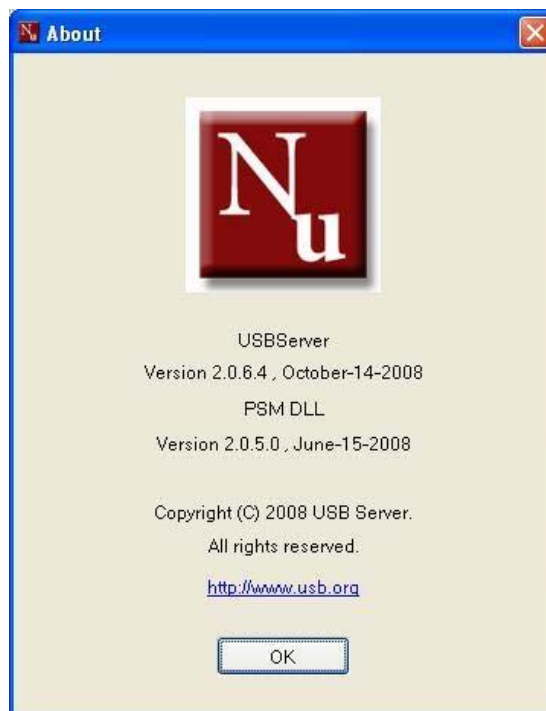 Nu About
Nu
USBServer
Version 2.0.6.4 , October-14-2008
PSM DLL
Version 2.0.5.0 , June-15-2008
Copyright (C) 2008 USB Server.
All rights reserved.
http://www.usb.org
OK